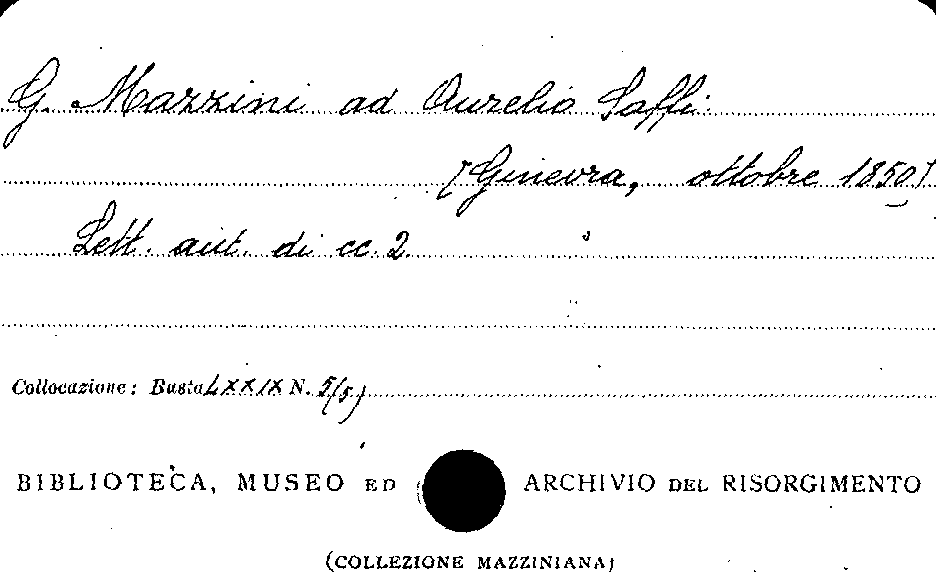 G. Mazzini ad Aurelio Saffi
[Ginevra, ottobre 1850]
Lett. aut. di cc. 2.
Collocazione: Busta LXXIX N. 5/(5)
BIBLIOTECA, MUSEO ED ARCHIVIO DEL RISORGIMENTO
(COLLEZIONE MAZZINIANA)